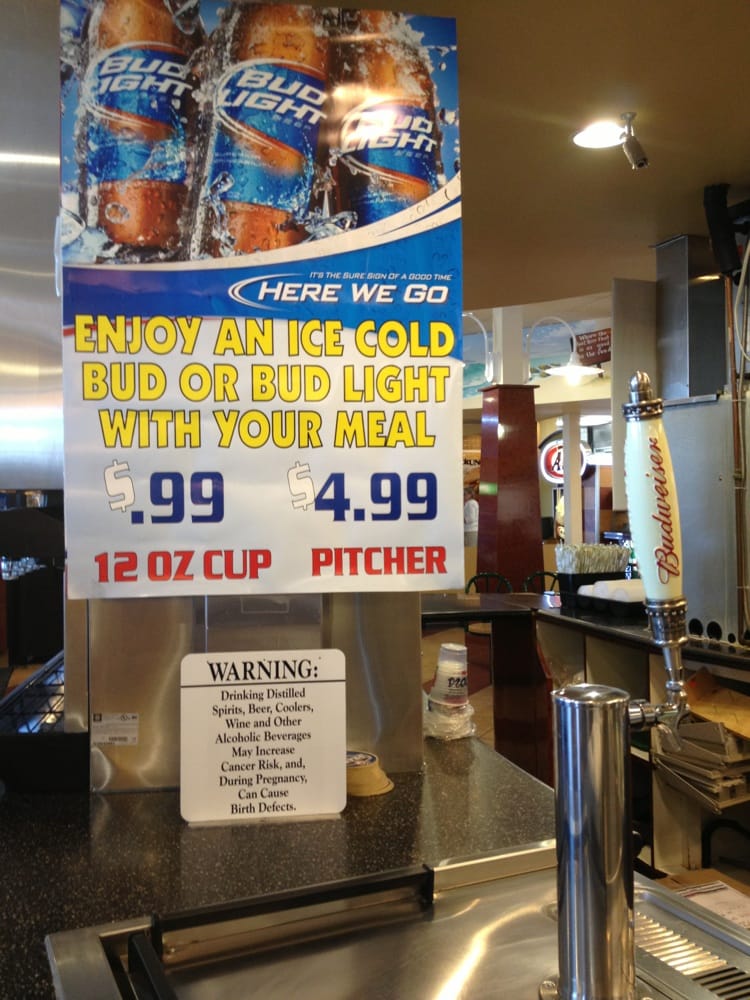 BUD
LIGHT
BUD
LIGHT
BUD
LIGHT
IT'S THE SURE SIGN OF A GOOD TIME
HERE WE GO
ENJOY AN ICE COLD
BUD OR BUD LIGHT
WITH YOUR MEAL
$.99 $4.99
12 OZ CUP PITCHER
Budweiser
WARNING:
Drinking Distilled
Spirits, Beer, Coolers,
Wine and Other
Alcoholic Beverages
May Increase
Cancer Risk, and,
During Pregnancy,
Can Cause
Birth Defects.